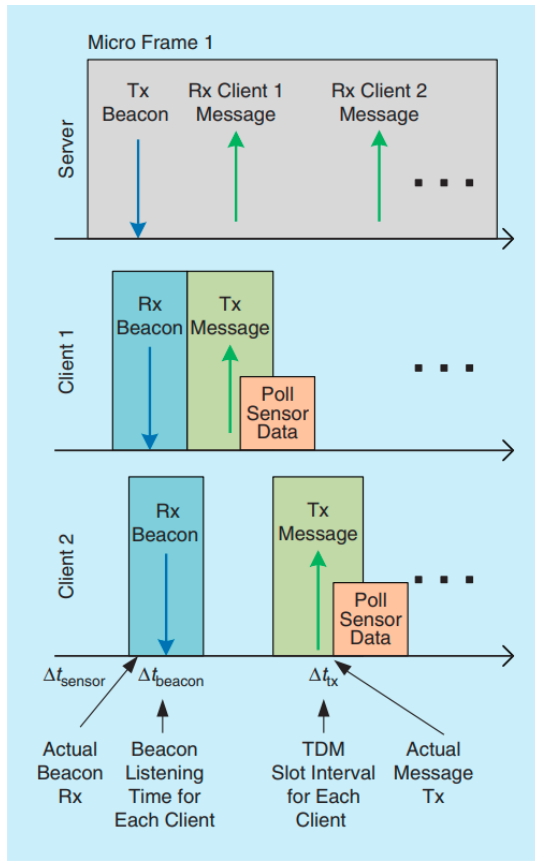 Micro Frame 1
Server
Tx
Beacon
Rx Client 1
Message
Rx Client 2
Message
Client 1
Rx
Beacon
Tx
Message
Poll
Sensor
Data
Client 2
Rx
Beacon
Tx
Message
Poll
Sensor
Data
Δt_sensor
Δt_beacon
Δt_tx
Actual
Beacon
Rx
Beacon
Listening
Time for
Each Client
TDM
Slot Interval
for Each
Client
Actual
Message
Tx